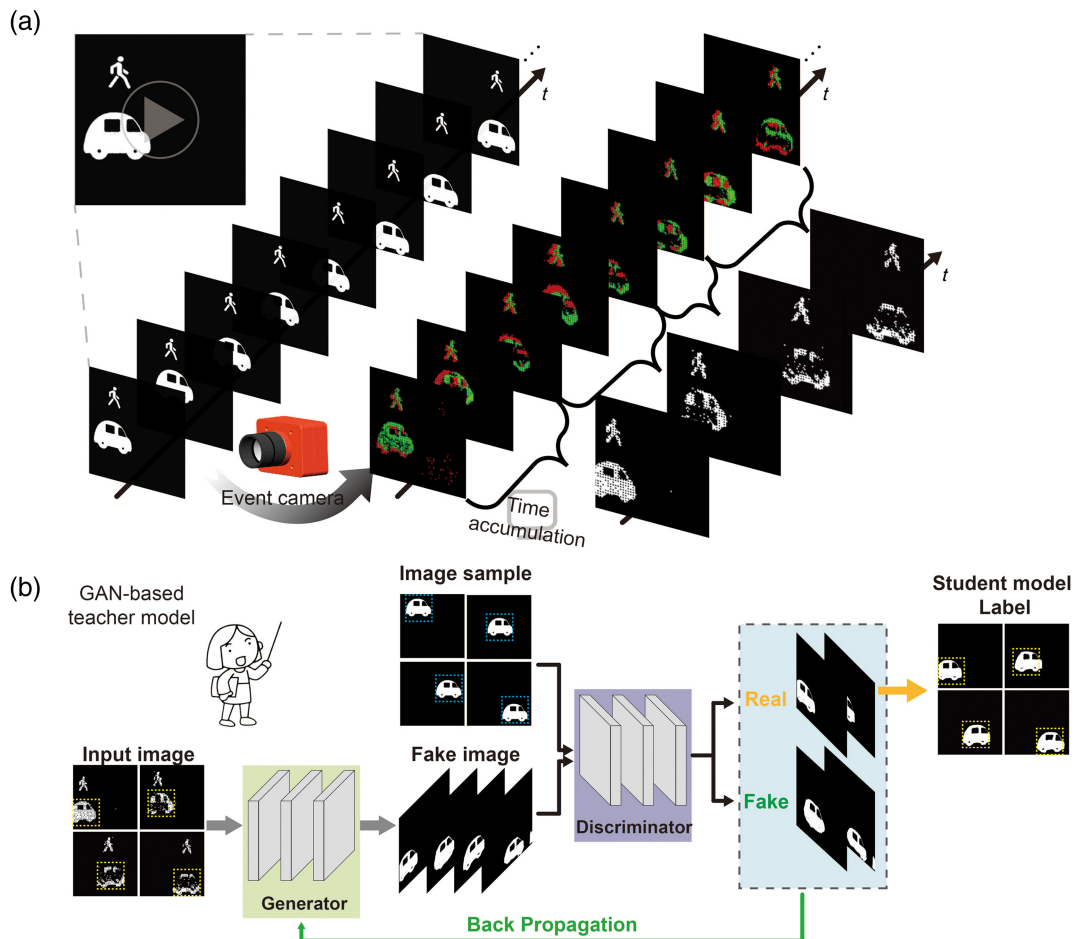 (a)
t
t
t
Event camera
Time
accumulation
(b)
GAN-based
teacher model
Image sample
Student model
Label
Input image
Fake image
Real
Fake
Discriminator
Generator
Back Propagation